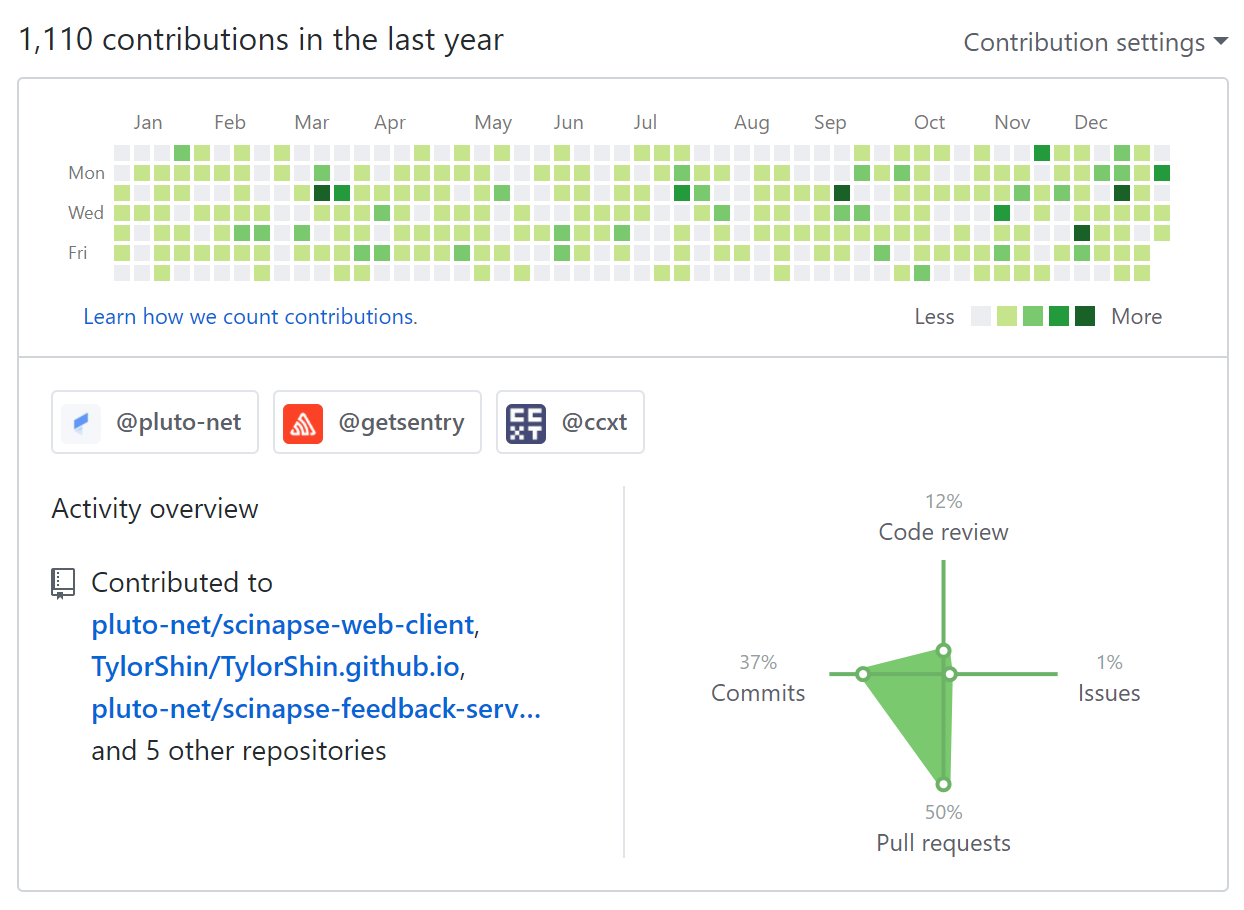 1,110 contributions in the last year
Contribution settings
Jan Feb Mar Apr May Jun Jul Aug Sep Oct Nov Dec
Mon
Wed
Fri
Learn how we count contributions.
Less More
@pluto-net @getsentry @ccxt
Activity overview
Contributed to
pluto-net/scinapse-web-client,
TylorShin/TylorShin.github.io,
pluto-net/scinapse-feedback-serv...
and 5 other repositories
12%
Code review
37%
Commits
1%
Issues
50%
Pull requests